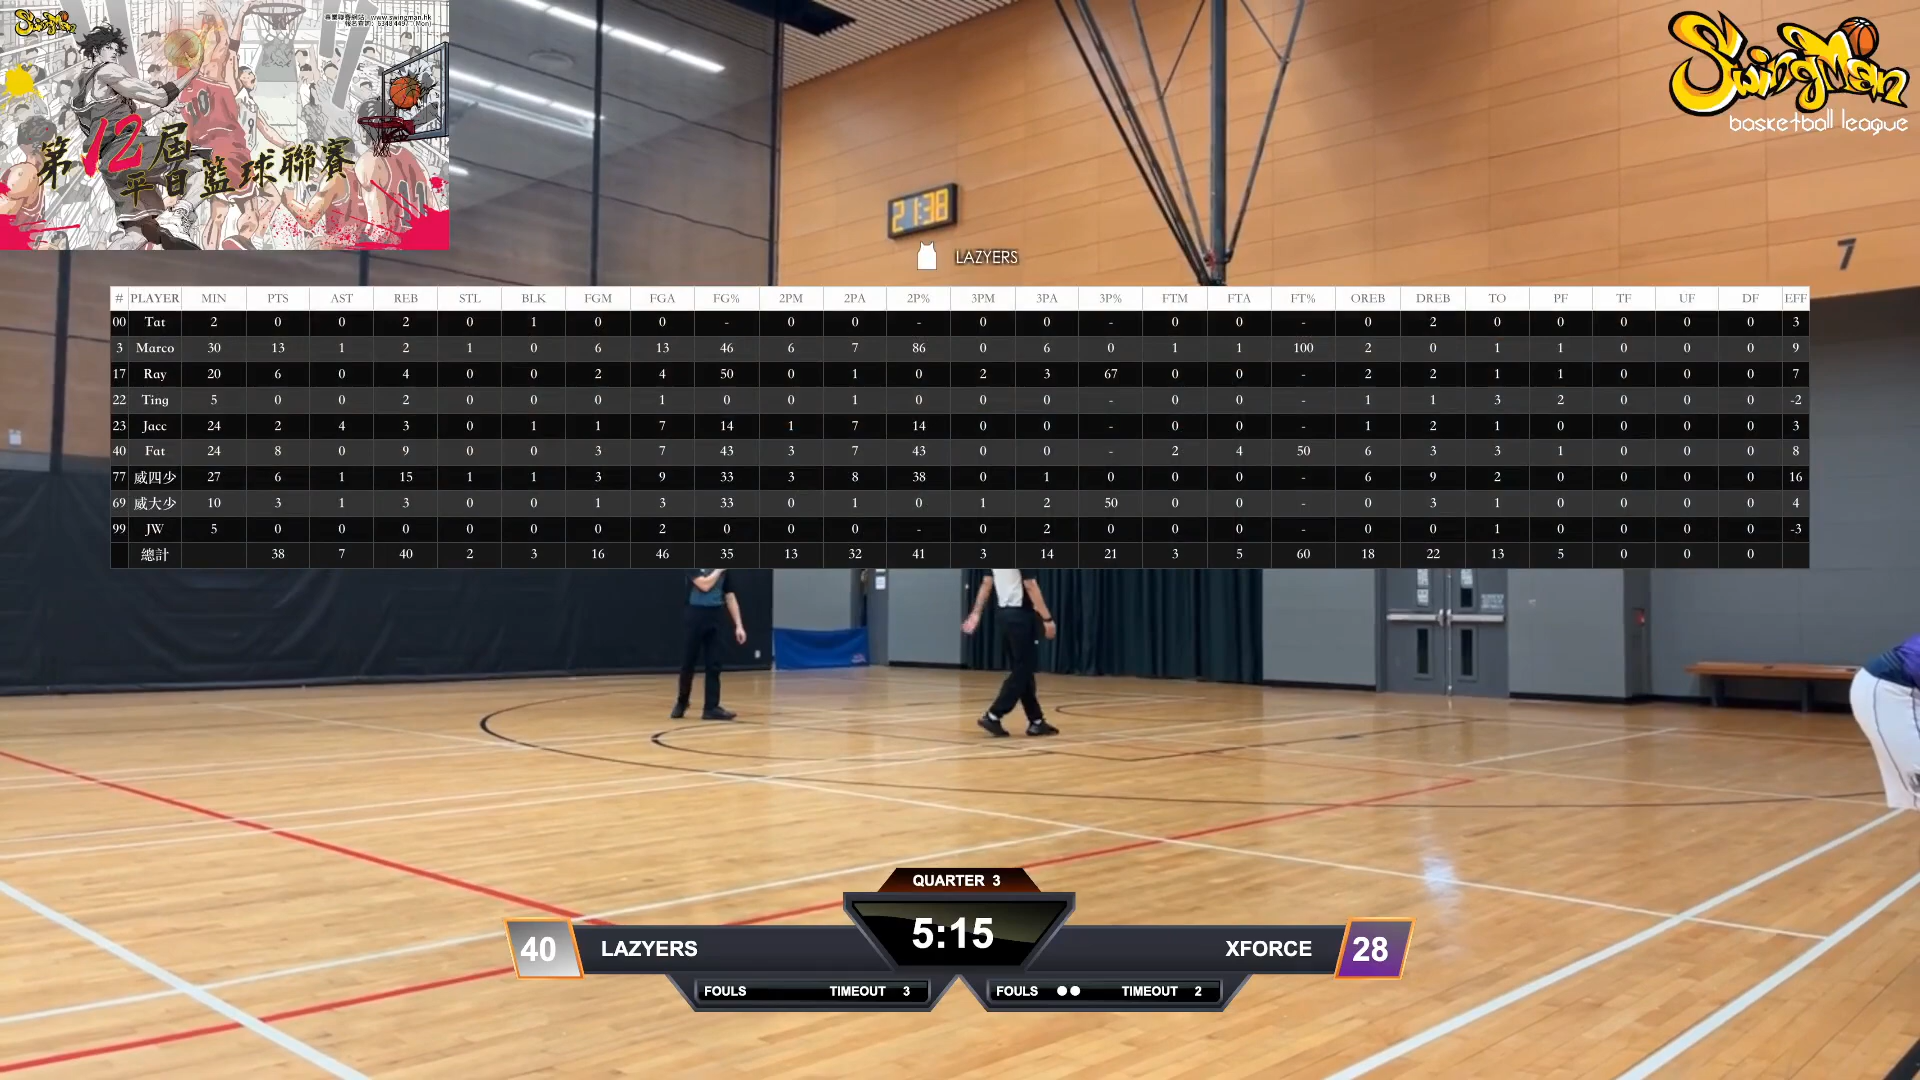 SwingMan
專業聯賽網站: www.swingman.hk
報名查詢: 6348 4497 (Mon)
第12屆
平日籃球聯賽
SwingMan
basketball league
21:38
7
LAZYERS
# PLAYER MIN PTS AST REB STL BLK FGM FGA FG% 2PM 2PA 2P% 3PM 3PA 3P% FTM FTA FT% OREB DREB TO PF TF UF DF EFF
00 Tat 2 0 0 2 0 1 0 0 - 0 0 - 0 0 - 0 0 - 0 2 0 0 0 0 0 3
3 Marco 30 13 1 2 1 0 6 13 46 6 7 86 0 6 0 1 1 100 2 0 1 1 0 0 0 9
17 Ray 20 6 0 4 0 0 2 4 50 0 1 0 2 3 67 0 0 - 2 2 1 1 0 0 0 7
22 Ting 5 0 0 2 0 0 0 1 0 0 1 0 0 0 - 0 0 - 1 1 3 2 0 0 0 -2
23 Jacc 24 2 4 3 0 1 1 7 14 1 7 14 0 0 - 0 0 - 1 2 1 0 0 0 0 3
40 Fat 24 8 0 9 0 0 3 7 43 3 7 43 0 0 - 2 4 50 6 3 3 1 0 0 0 8
77 威四少 27 6 1 15 1 1 3 9 33 3 8 38 0 1 0 0 0 - 6 9 2 0 0 0 0 16
69 威大少 10 3 1 3 0 0 1 3 33 0 1 0 1 2 50 0 0 - 0 3 1 0 0 0 0 4
99 JW 5 0 0 0 0 0 0 2 0 0 0 - 0 2 0 0 0 - 0 0 1 0 0 0 0 -3
總計 38 7 40 2 3 16 46 35 13 32 41 3 14 21 3 5 60 18 22 13 5 0 0 0
QUARTER 3
5:15
40 LAZYERS
XFORCE 28
FOULS TIMEOUT 3
FOULS TIMEOUT 2